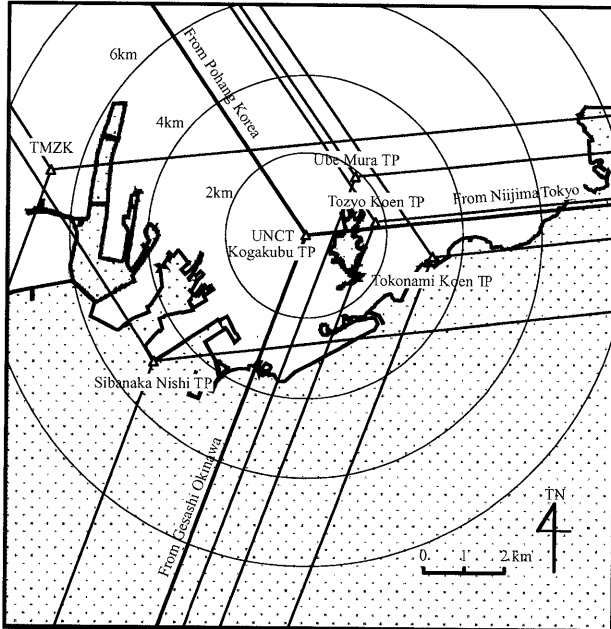 6km
From Pohang Korea
4km
TMZK
Ube Mura TP
2km
Tozyo Koen TP
From Niijima Tokyo
UNCT
Kogakubu TP
Tokonami Koen TP
Sibanaka Nishi TP
From Gesashi Okinawa
TN
0 1 2 km